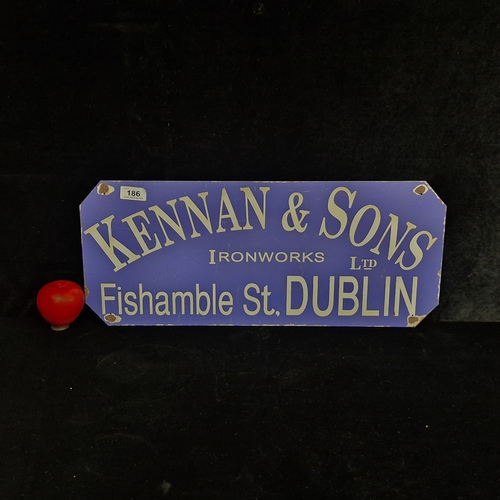 186
KENNAN & SONS
IRONWORKS LTD
Fishamble St, DUBLIN